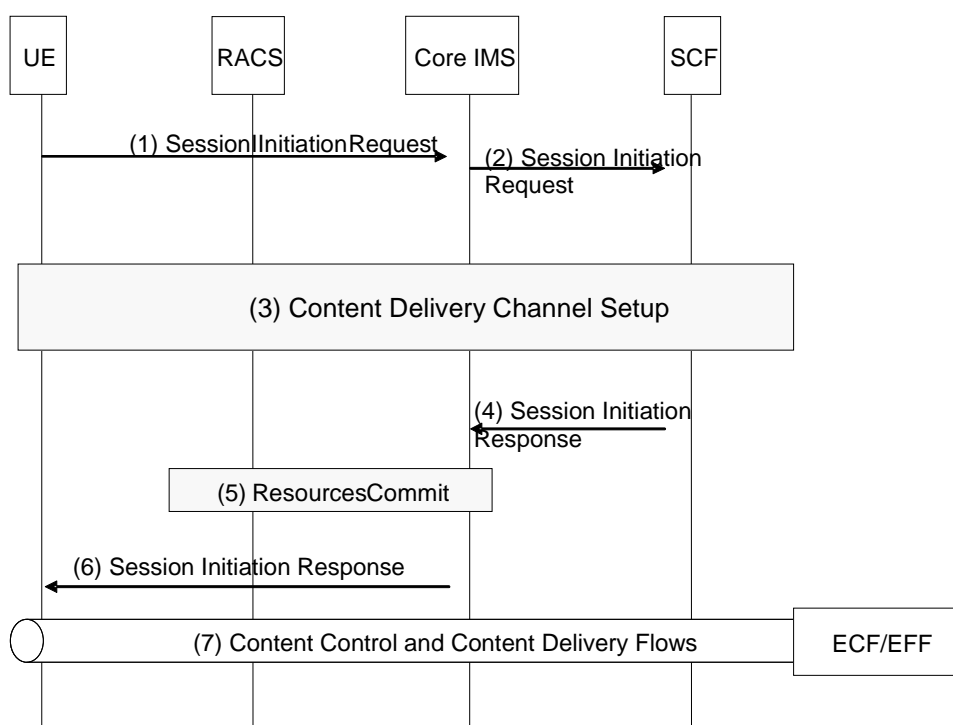 UE
RACS
Core IMS
SCF
(1) SessionIInitiationRequest
(2) Session Initiation
Request
(3) Content Delivery Channel Setup
(4) Session Initiation
Response
(5) ResourcesCommit
(6) Session Initiation Response
(7) Content Control and Content Delivery Flows
ECF/EFF